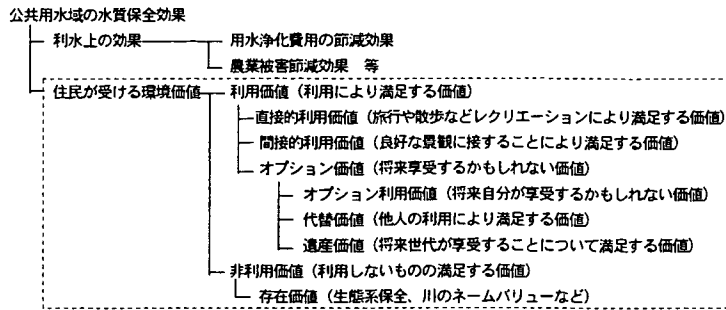 公共用水域の水質保全効果
利水上の効果 用水浄化費用の節減効果
農業被害節減効果 等
住民が受ける環境価値 利用価値(利用により満足する価値)
直接的利用価値(旅行や散歩などレクリエーションにより満足する価値)
間接的利用価値(良好な景観に接することにより満足する価値)
オプション価値(将来享受するかもしれない価値)
オプション利用価値(将来自分が享受するかもしれない価値)
代替価値(他人の利用により満足する価値)
遺産価値(将来世代が享受することについて満足する価値)
非利用価値(利用しないものの満足する価値)
存在価値(生態系保全、川のネームバリューなど)